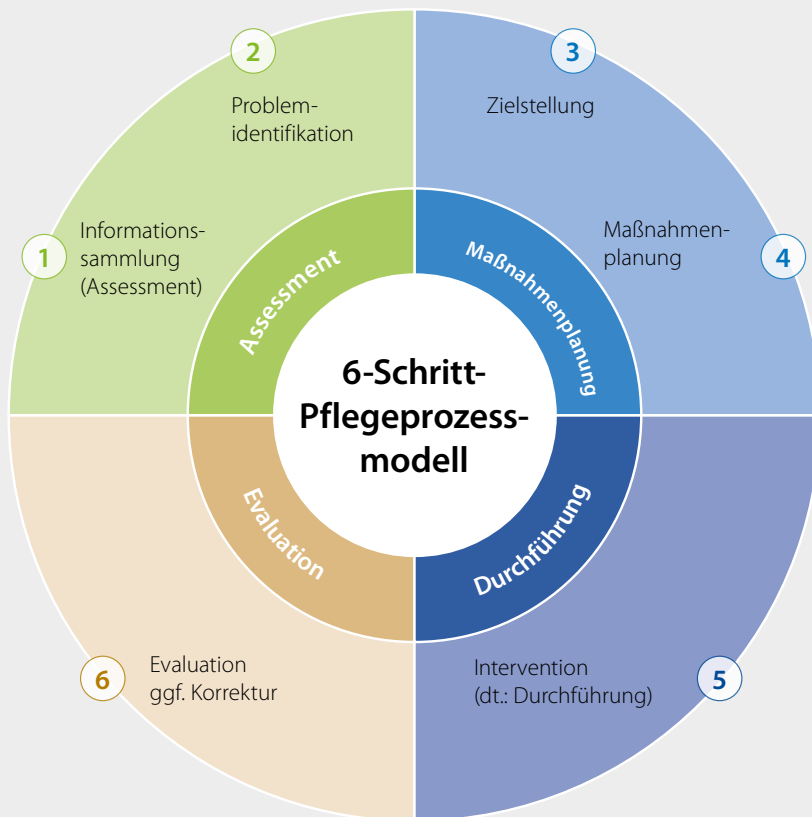 2
Problem-
identifikation
1
Informations-
sammlung
(Assessment)
3
Zielstellung
4
Maßnahmen-
planung
Assessment
Maßnahmenplanung
6-Schritt-
Pflegeprozess-
modell
Evaluation
Durchführung
6
Evaluation
ggf. Korrektur
Intervention
(dt.: Durchführung)
5